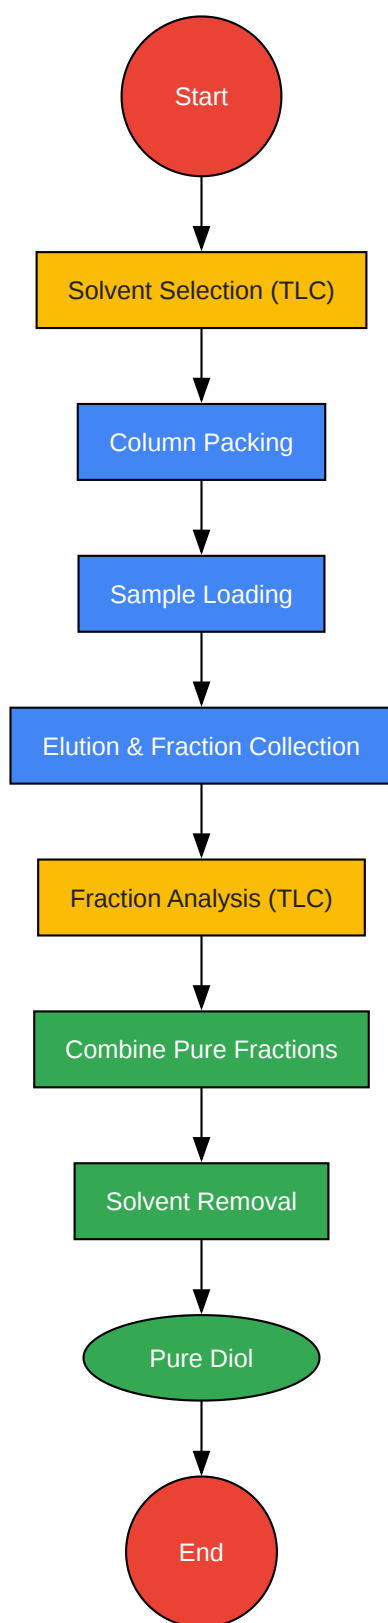 Start
Solvent Selection (TLC)
Column Packing
Sample Loading
Elution & Fraction Collection
Fraction Analysis (TLC)
Combine Pure Fractions
Solvent Removal
Pure Diol
End